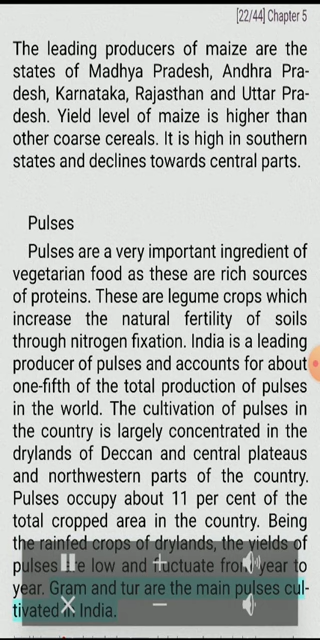 [22/44] Chapter 5
The leading producers of maize are the
states of Madhya Pradesh, Andhra Pra-
desh, Karnataka, Rajasthan and Uttar Pra-
desh. Yield level of maize is higher than
other coarse cereals. It is high in southern
states and declines towards central parts.
Pulses
Pulses are a very important ingredient of
vegetarian food as these are rich sources
of proteins. These are legume crops which
increase the natural fertility of soils
through nitrogen fixation. India is a leading
producer of pulses and accounts for about
one-fifth of the total production of pulses
in the world. The cultivation of pulses in
the country is largely concentrated in the
drylands of Deccan and central plateaus
and northwestern parts of the country.
Pulses occupy about 11 per cent of the
total cropped area in the country. Being
the rainfed crops of drylands, the yields of
pulses are low and fluctuate from year to
year. Gram and tur are the main pulses cul-
tivated in India.